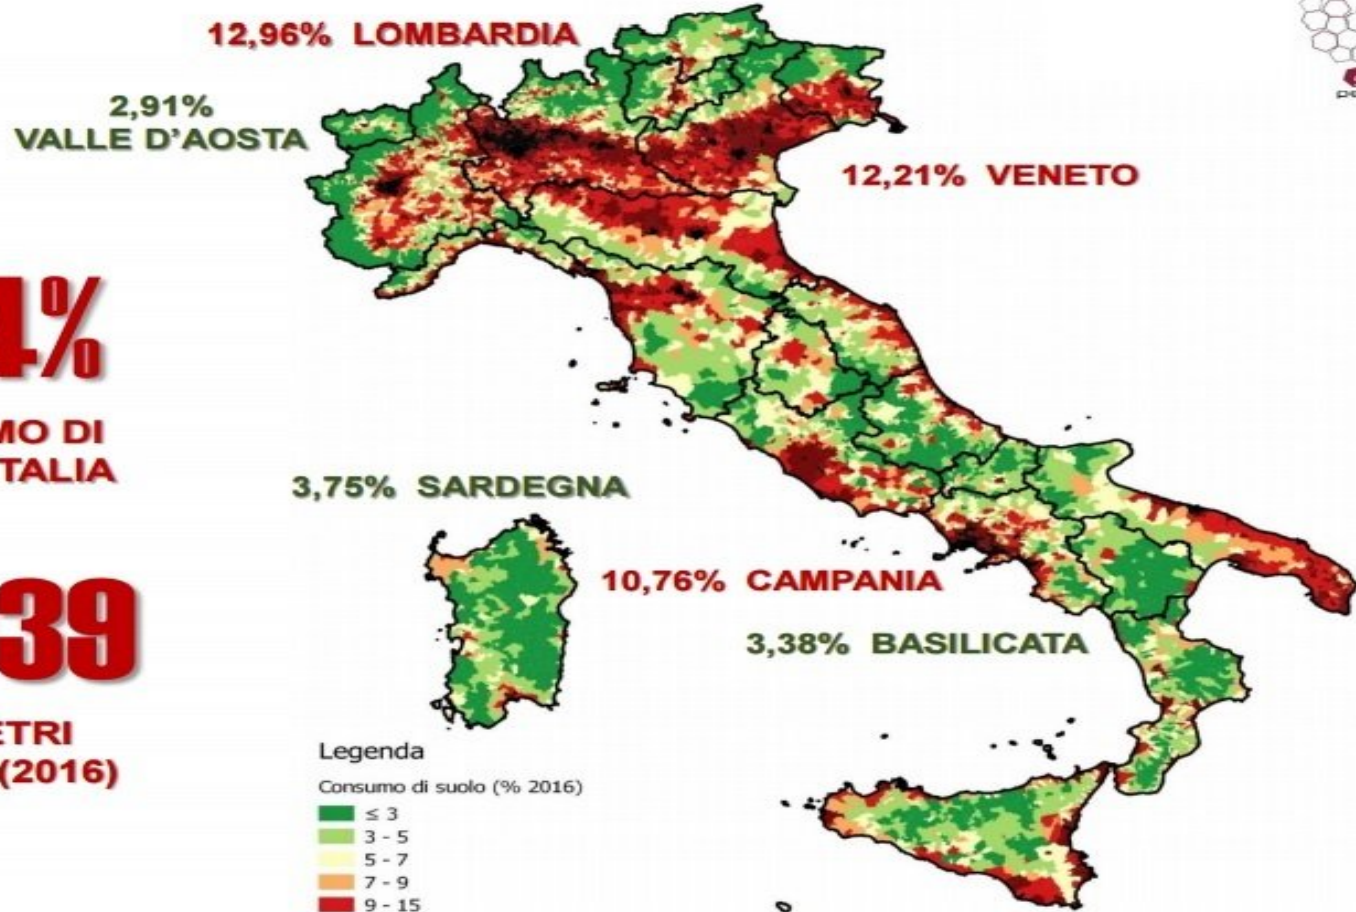 12,96% LOMBARDIA
2,91%
VALLE D'AOSTA
12,21% VENETO
4%
MO DI
TALIA
3,75% SARDEGNA
10,76% CAMPANIA
39
3,38% BASILICATA
ETRI
(2016)
Legenda
Consumo di suolo (% 2016)
≤ 3
3 - 5
5 - 7
7 - 9
9 - 15